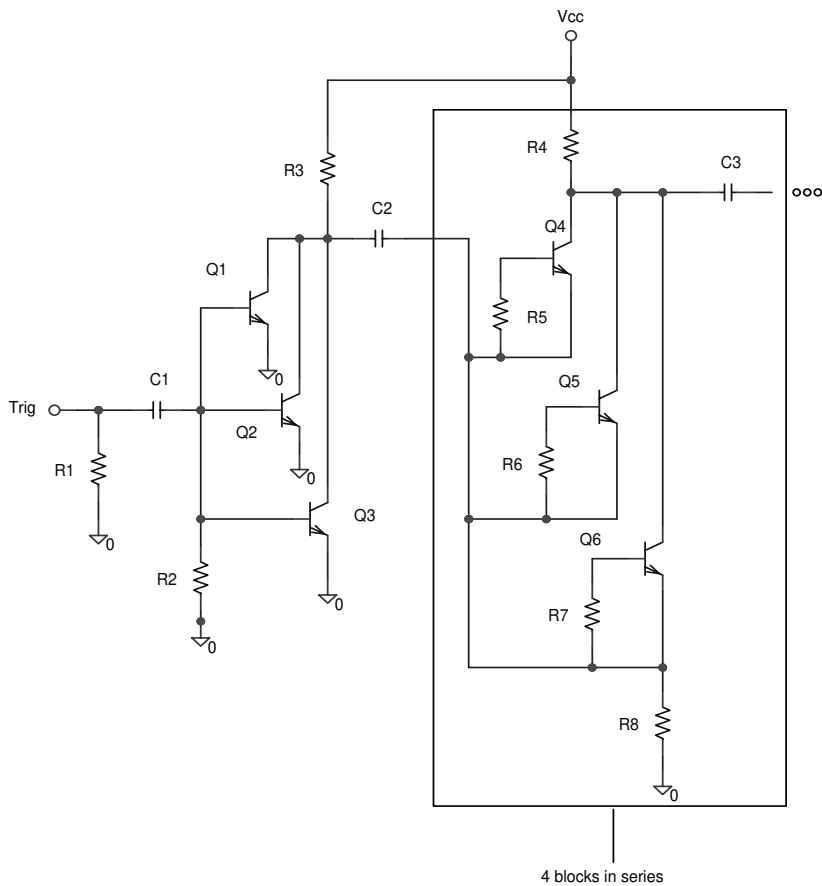 Vcc
R4
C3
R3
C2
Q4
Q1
R5
0
C1
Q5
Trig
Q2
R1
R6
0
Q3
0
Q6
R2
R7
0
0
R8
0
4 blocks in series